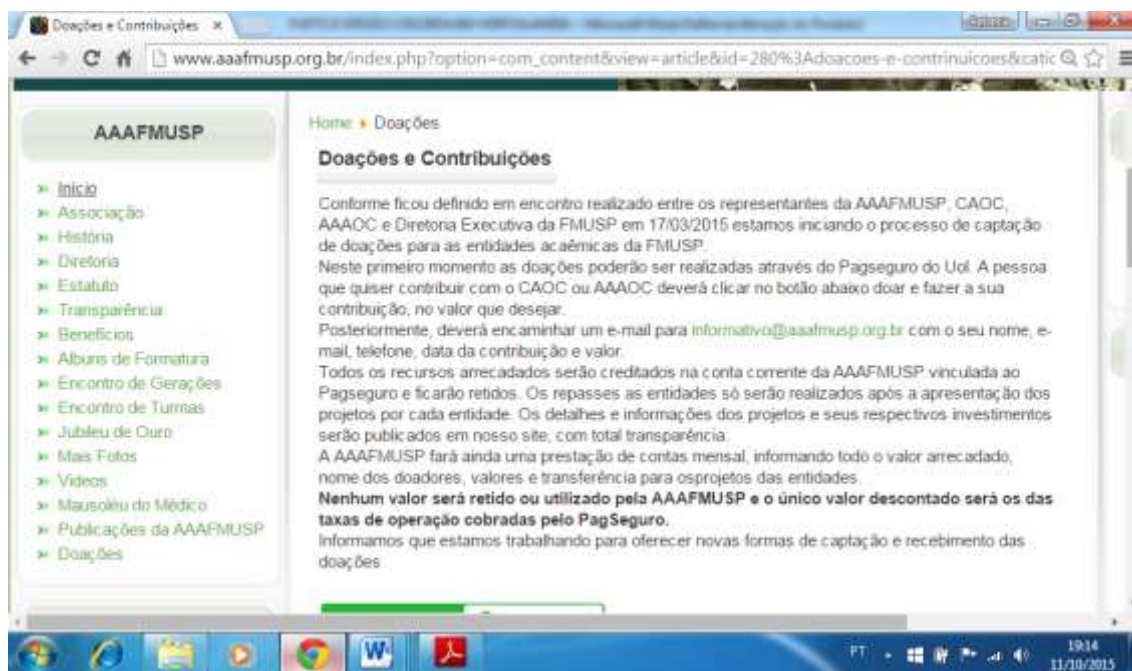 Doações e Contribuições
www.aaafmusp.org.br/index.php?option=com_content&view=article&id=280%3Adoacoes-e-contrinuicoes&catic
AAAFMUSP
Início
Associação
História
Diretoria
Estatuto
Transparência
Benefícios
Albuns de Formatura
Encontro de Gerações
Encontro de Turmas
Jubileu de Ouro
Mais Fotos
Videos
Mausoléu do Médico
Publicações da AAAFMUSP
Doações
Home Doações
Doações e Contribuições
Conforme ficou definido em encontro realizado entre os representantes da AAAFMUSP, CAOC,
AAAOC e Diretoria Executiva da FMUSP em 17/03/2015 estamos iniciando o processo de captação
de doações para as entidades acaêmicas da FMUSP.
Neste primeiro momento as doações poderão ser realizadas através do Pagseguro do Uol. A pessoa
que quiser contribuir com o CAOC ou AAAOC deverá clicar no botão abaixo doar e fazer a sua
contribuição, no valor que desejar.
Posteriormente, deverá encaminhar um e-mail para informativo@aaafmusp.org.br com o seu nome, e-
mail, telefone, data da contribuição e valor.
Todos os recursos arrecadados serão creditados na conta corrente da AAAFMUSP vinculada ao
Pagseguro e ficarão retidos. Os repasses as entidades só serão realizados após a apresentação dos
projetos por cada entidade. Os detalhes e informações dos projetos e seus respectivos investimentos
serão publicados em nosso site, com total transparência.
A AAAFMUSP fará ainda uma prestação de contas mensal, informando todo o valor arrecadado,
nome dos doadores, valores e transferência para osprojetos das entidades.
Nenhum valor será retido ou utilizado pela AAAFMUSP e o único valor descontado será os das
taxas de operação cobradas pelo PagSeguro.
Informamos que estamos trabalhando para oferecer novas formas de captação e recebimento das
doações
PT
19:14
11/10/2015